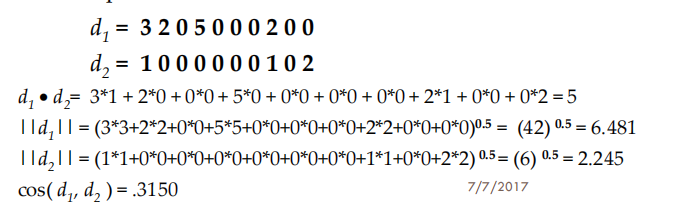 d1 = 3 2 0 5 0 0 0 2 0 0
d2 = 1 0 0 0 0 0 0 1 0 2
d1 • d2= 3*1 + 2*0 + 0*0 + 5*0 + 0*0 + 0*0 + 0*0 + 2*1 + 0*0 + 0*2 = 5
||d1|| = (3*3+2*2+0*0+5*5+0*0+0*0+0*0+2*2+0*0+0*0)0.5 = (42) 0.5 = 6.481
||d2|| = (1*1+0*0+0*0+0*0+0*0+0*0+0*0+1*1+0*0+2*2) 0.5 = (6) 0.5 = 2.245
cos( d1, d2 ) = .3150
7/7/2017